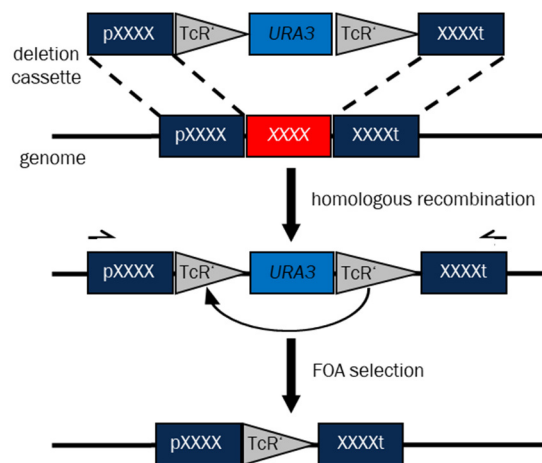 pXXXX TcR' URA3 TcR' XXXXt
deletion
cassette
pXXXX XXXX XXXXt
genome
homologous recombination
pXXXX TcR' URA3 TcR' XXXXt
FOA selection
pXXXX TcR' XXXXt